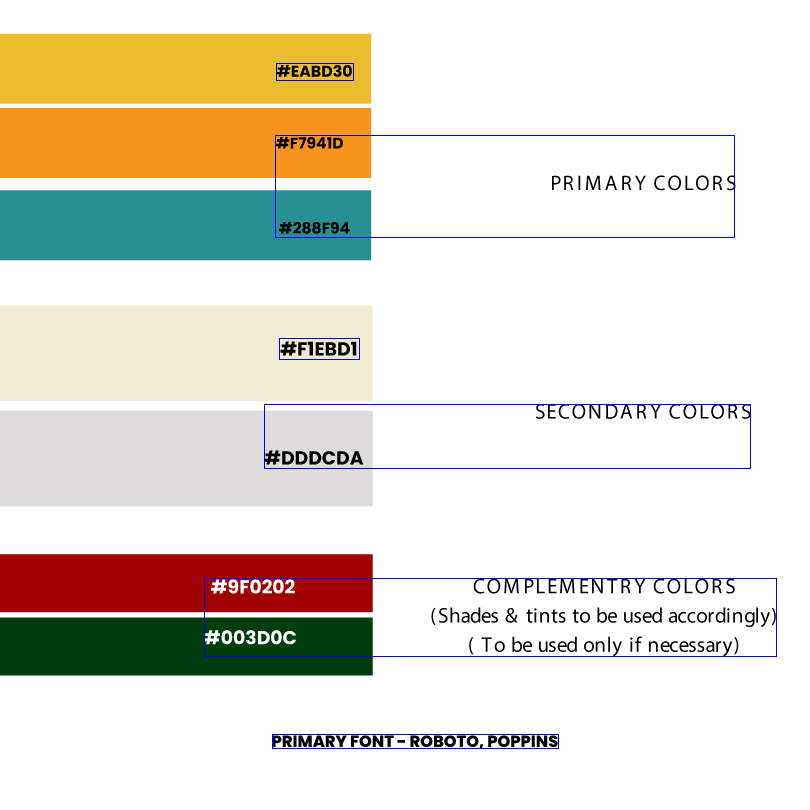 #EABD30
#F7941D
PRIMARY COLORS
#288F94
#F1EBD1
SECONDARY COLORS
#DDDCDA
#9F0202
COMPLEMENTRY COLORS
(Shades & tints to be used accordingly)
#003D0C
( To be used only if necessary)
PRIMARY FONT – ROBOTO, POPPINS